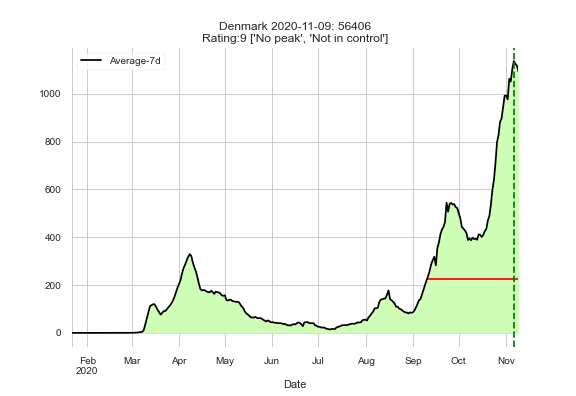 Denmark 2020-11-09: 56406
Rating:9 ['No peak', 'Not in control']
Average-7d
1000
800
600
400
200
0
Feb Mar Apr May Jun Jul Aug Sep Oct Nov
2020
Date